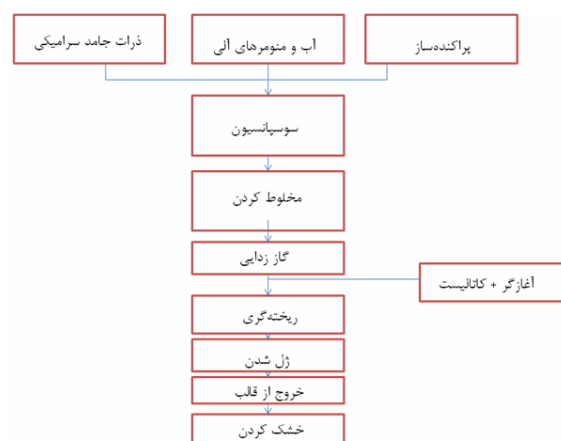 ذرات جامد سرامیکی
آب و منومرهای آلی
پراکنده‌ساز
سوسپانسیون
مخلوط کردن
گاز زدایی
آغازگر + کاتالیست
ریخته‌گری
ژل شدن
خروج از قالب
خشک کردن